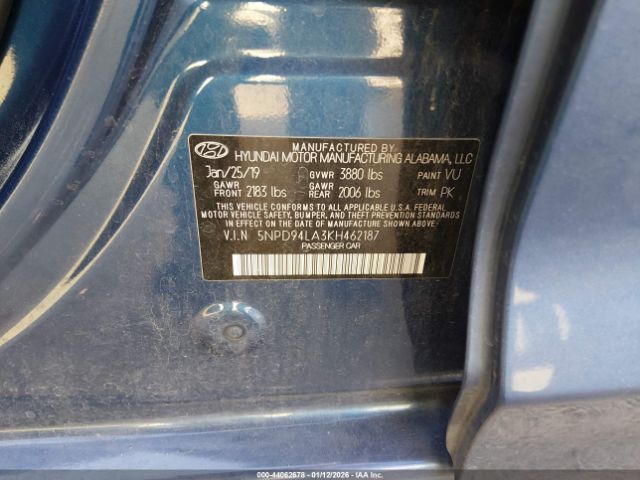 MANUFACTURED BY
HYUNDAI MOTOR MANUFACTURING ALABAMA, LLC
Jan/25/19 GVWR 3880 lbs PAINT VU
GAWR FRONT 2183 lbs GAWR REAR 2006 lbs TRIM PK
THIS VEHICLE CONFORMS TO ALL APPLICABLE U.S.A. FEDERAL
MOTOR VEHICLE SAFETY, BUMPER, AND THEFT PREVENTION
STANDARDS IN EFFECT ON THE DATE OF MANUFACTURE SHOWN ABOVE.
V.I.N 5NPD94LA3KH462187
PASSENGER CAR
000-44062678 - 01/12/2026 - IAAI.COM